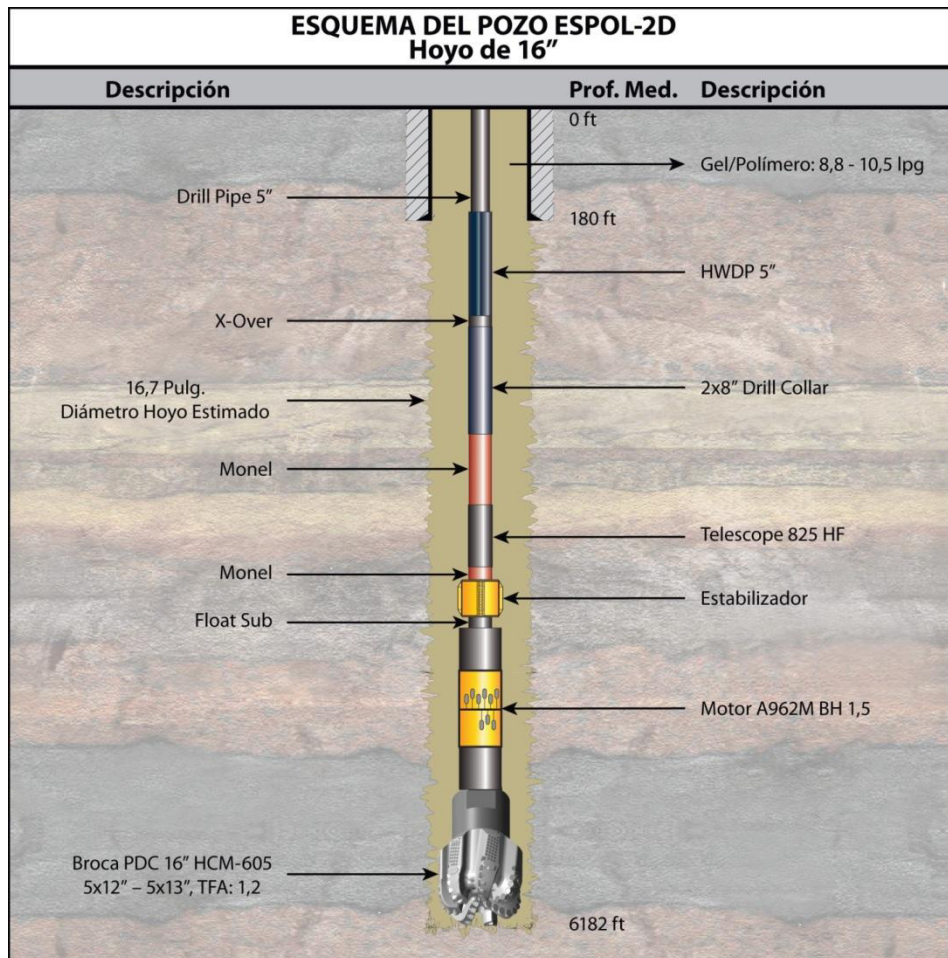 ESQUEMA DEL POZO ESPOL-2D
Hoyo de 16”
Descripción
Prof. Med.
Descripción
0 ft
Gel/Polímero: 8,8 - 10,5 lpg
Drill Pipe 5”
180 ft
HWDP 5”
X-Over
16,7 Pulg.
Diámetro Hoyo Estimado
2x8” Drill Collar
Monel
Telescope 825 HF
Monel
Estabilizador
Float Sub
Motor A962M BH 1,5
Broca PDC 16” HCM-605
5x12” – 5x13”, TFA: 1,2
6182 ft